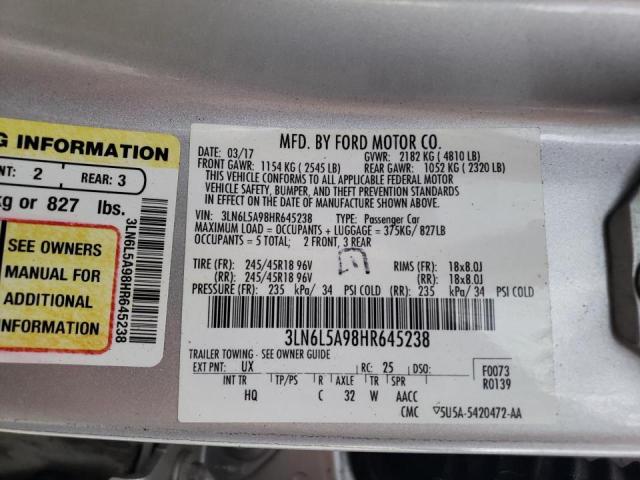 G INFORMATION
NT: 2 REAR: 3
kg or 827 lbs.
SEE OWNERS
MANUAL FOR
ADDITIONAL
INFORMATION
3LN6L5A98HR645238
MFD. BY FORD MOTOR CO.
DATE: 03/17 GVWR: 2182 KG ( 4810 LB)
FRONT GAWR: 1154 KG ( 2545 LB) REAR GAWR: 1052 KG ( 2320 LB)
THIS VEHICLE CONFORMS TO ALL APPLICABLE FEDERAL MOTOR
VEHICLE SAFETY, BUMPER, AND THEFT PREVENTION STANDARDS
IN EFFECT ON THE DATE OF MANUFACTURE SHOWN ABOVE.
VIN: 3LN6L5A98HR645238 TYPE: Passenger Car
MAXIMUM LOAD = OCCUPANTS + LUGGAGE = 375KG/ 827LB
OCCUPANTS = 5 TOTAL; 2 FRONT, 3 REAR
TIRE (FR): 245/45R18 96V RIMS (FR): 18x8.0J
(RR): 245/45R18 96V (RR): 18x8.0J
PRESSURE (FR): 235 kPa/ 34 PSI COLD (RR): 235 kPa/ 34 PSI COLD
3LN6L5A98HR645238
TRAILER TOWING - SEE OWNER GUIDE
EXT PNT: UX RC: 25 DSO: F0073
R0139
INT TR TP/PS R AXLE TR SPR
HQ C 32 W AACC
CMC 5U5A-5420472-AA